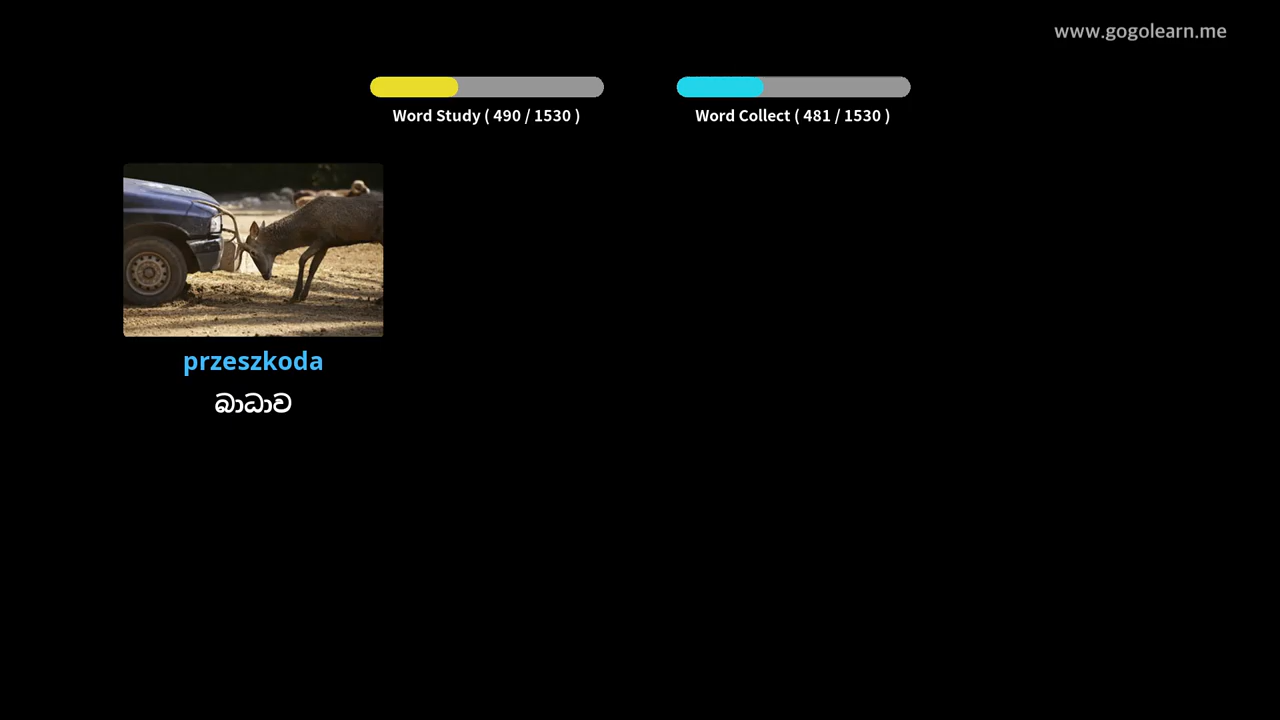 www.gogolearn.me
Word Study ( 490 / 1530 )
Word Collect ( 481 / 1530 )
przeszkoda
බාධාව